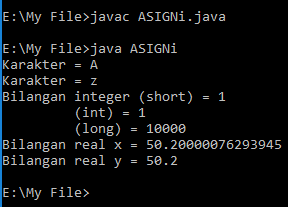 E:\My File>javac ASIGNi.java
E:\My File>java ASIGNi
Karakter = A
Karakter = z
Bilangan integer (short) = 1
(int) = 1
(long) = 10000
Bilangan real x = 50.20000076293945
Bilangan real y = 50.2
E:\My File>